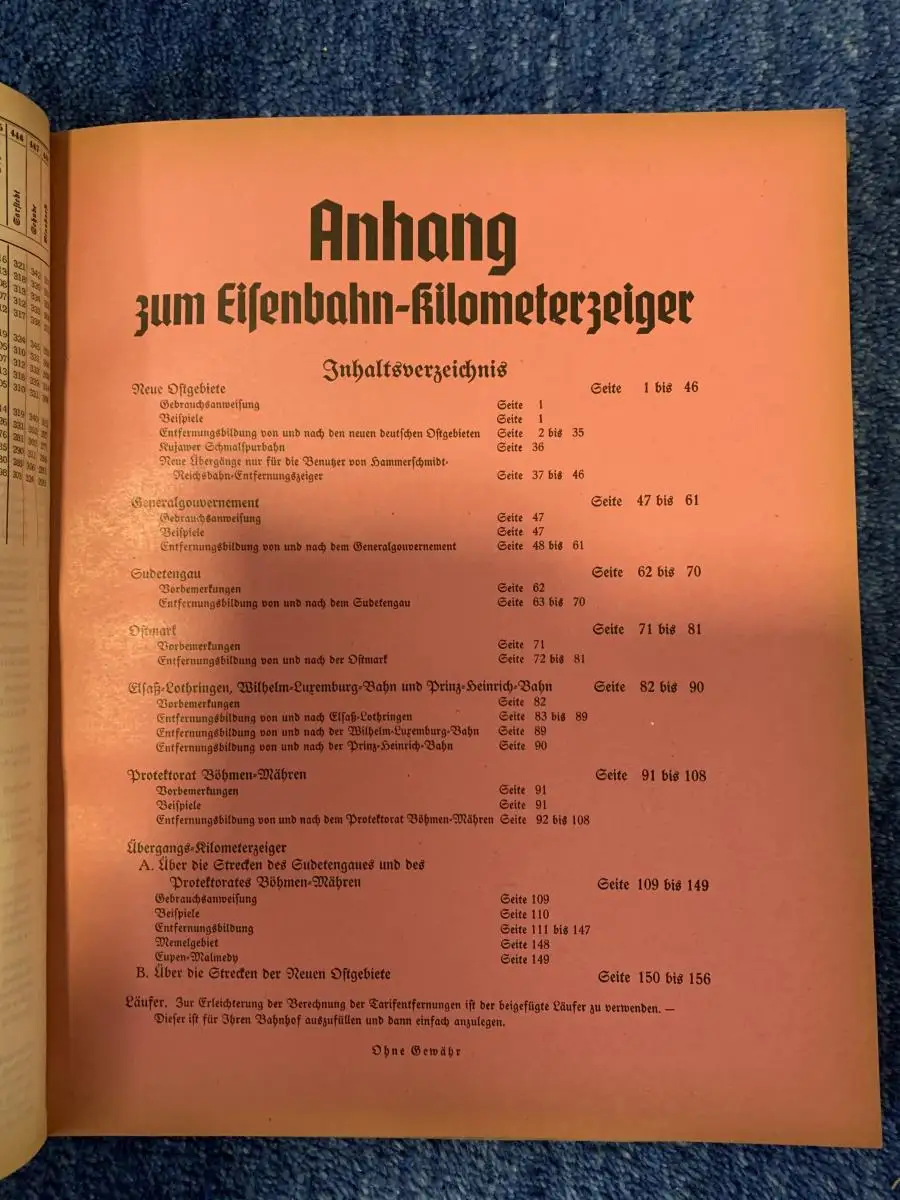 446 447
Sarstedt
Sehnde
Anhang
zum Eisenbahn-Kilometerzeiger
Inhaltsverzeichnis
Neue Ostgebiete Seite 1 bis 46
Gebrauchsanweisung Seite 1
Beispiele Seite 1
Entfernungsbildung von und nach den neuen deutschen Ostgebieten Seite 2 bis 35
Kujawer Schmalspurbahn Seite 36
Neue Übergänge nur für die Benutzer von Hammerschmidt-
Reichsbahn-Entfernungszeiger Seite 37 bis 46
Generalgouvernement Seite 47 bis 61
Gebrauchsanweisung Seite 47
Beispiele Seite 47
Entfernungsbildung von und nach dem Generalgouvernement Seite 48 bis 61
Sudetengau Seite 62 bis 70
Vorbemerkungen Seite 62
Entfernungsbildung von und nach dem Sudetengau Seite 63 bis 70
Ostmark Seite 71 bis 81
Vorbemerkungen Seite 71
Entfernungsbildung von und nach der Ostmark Seite 72 bis 81
Elsaß-Lothringen, Wilhelm-Luxemburg-Bahn und Prinz-Heinrich-Bahn Seite 82 bis 90
Vorbemerkungen Seite 82
Entfernungsbildung von und nach Elsaß-Lothringen Seite 83 bis 89
Entfernungsbildung von und nach der Wilhelm-Luxemburg-Bahn Seite 89
Entfernungsbildung von und nach der Prinz-Heinrich-Bahn Seite 90
Protektorat Böhmen-Mähren Seite 91 bis 108
Vorbemerkungen Seite 91
Beispiele Seite 91
Entfernungsbildung von und nach dem Protektorat Böhmen-Mähren Seite 92 bis 108
Übergangs-Kilometerzeiger
A. Über die Strecken des Sudetengaues und des
Protektorates Böhmen-Mähren Seite 109 bis 149
Gebrauchsanweisung Seite 109
Beispiele Seite 110
Entfernungsbildung Seite 111 bis 147
Memelgebiet Seite 148
Eupen-Malmedy Seite 149
B. Über die Strecken der Neuen Ostgebiete Seite 150 bis 156
Läufer. Zur Erleichterung der Berechnung der Tarifentfernungen ist der beigefügte Läufer zu verwenden. —
Dieser ist für Ihren Bahnhof auszufüllen und dann einfach anzulegen.
Ohne Gewähr